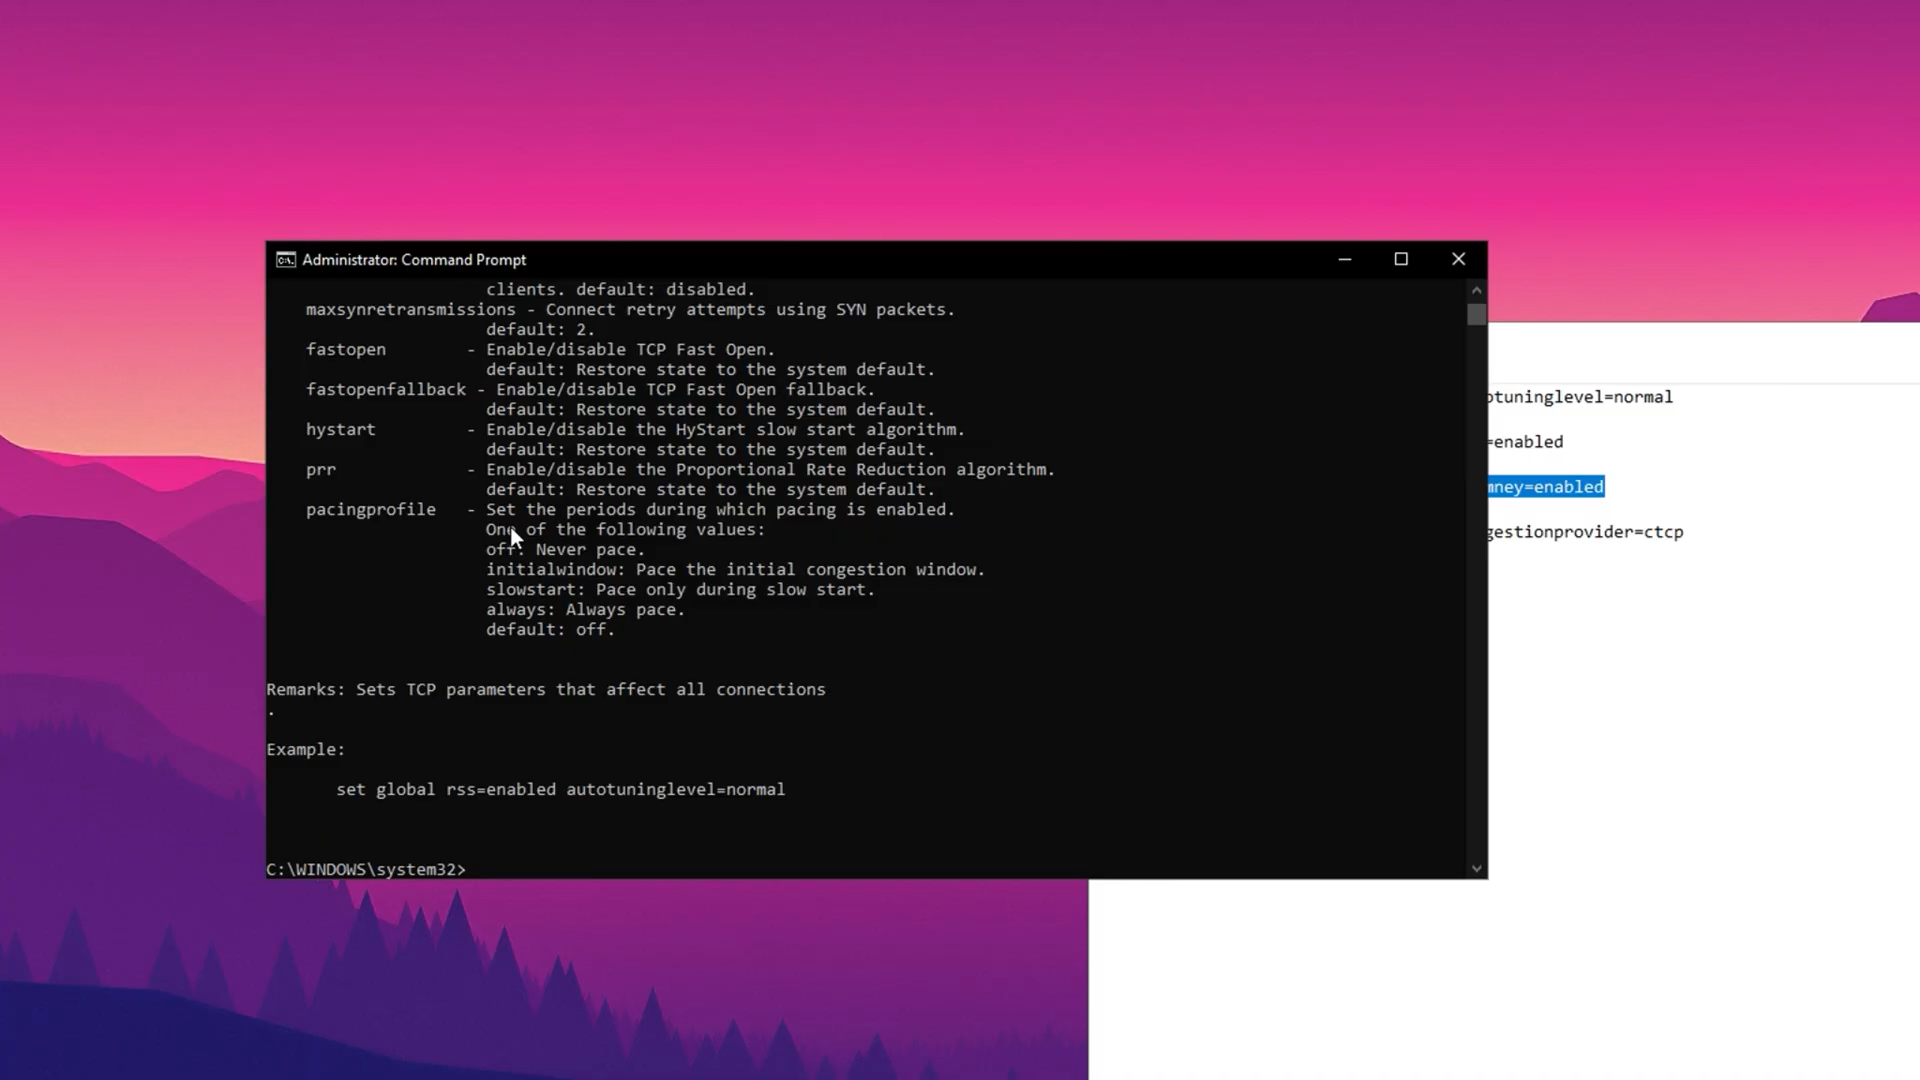 Administrator: Command Prompt
clients. default: disabled.
maxsynretransmissions - Connect retry attempts using SYN packets.
default: 2.
fastopen - Enable/disable TCP Fast Open.
default: Restore state to the system default.
fastopenfallback - Enable/disable TCP Fast Open fallback.
default: Restore state to the system default.
hystart - Enable/disable the HyStart slow start algorithm.
default: Restore state to the system default.
prr - Enable/disable the Proportional Rate Reduction algorithm.
default: Restore state to the system default.
pacingprofile - Set the periods during which pacing is enabled.
One of the following values:
off: Never pace.
initialwindow: Pace the initial congestion window.
slowstart: Pace only during slow start.
always: Always pace.
default: off.
Remarks: Sets TCP parameters that affect all connections
.
Example:
set global rss=enabled autotuninglevel=normal
C:\WINDOWS\system32>
otuninglevel=normal
=enabled
mney=enabled
gestionprovider=ctcp